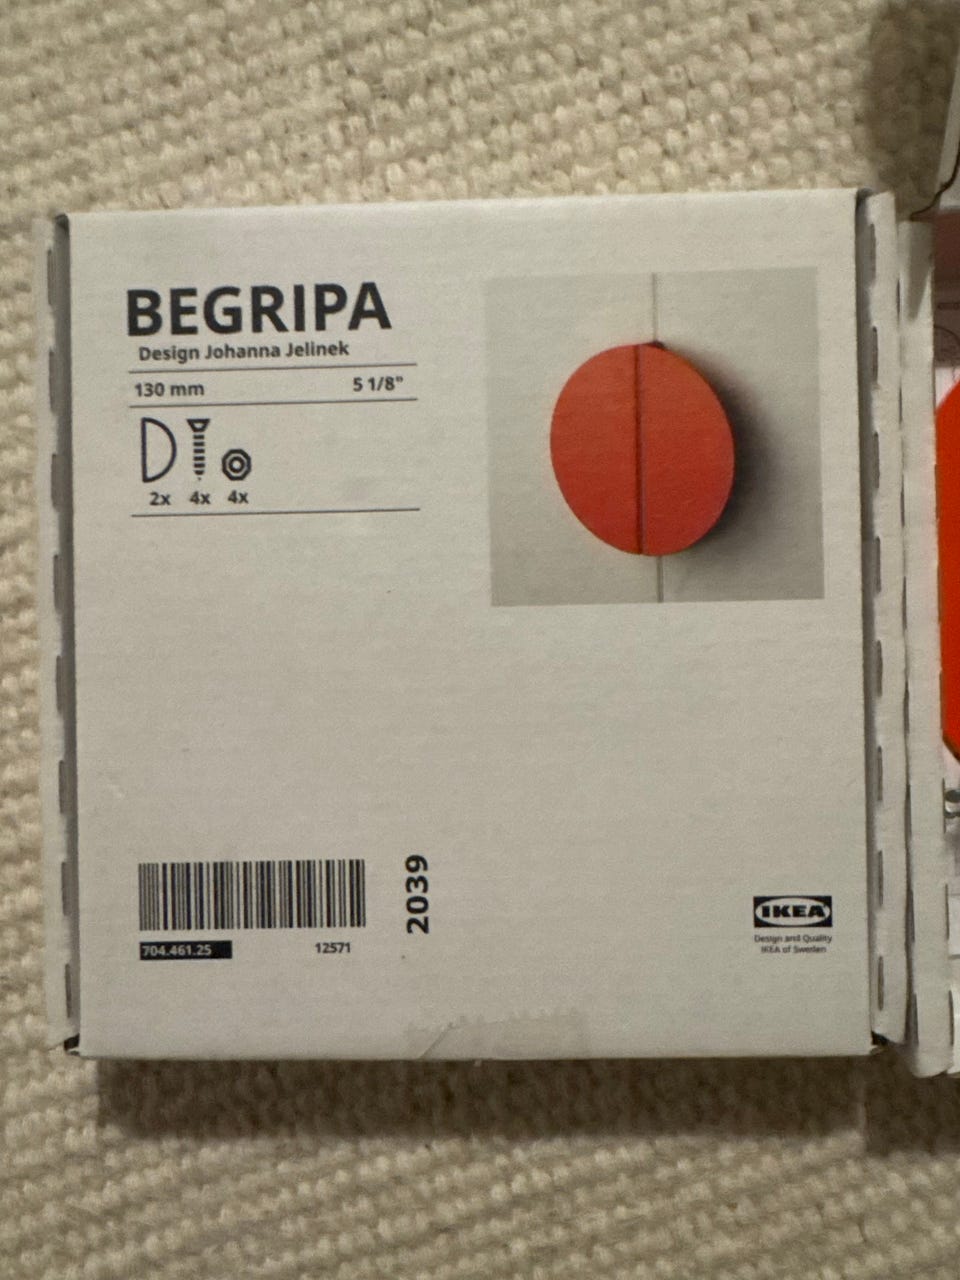 BEGRIPA
Design Johanna Jelinek
130 mm 5 1/8"
2x 4x 4x
2039
704.461.25 12571
IKEA
Design and Quality
IKEA of Sweden